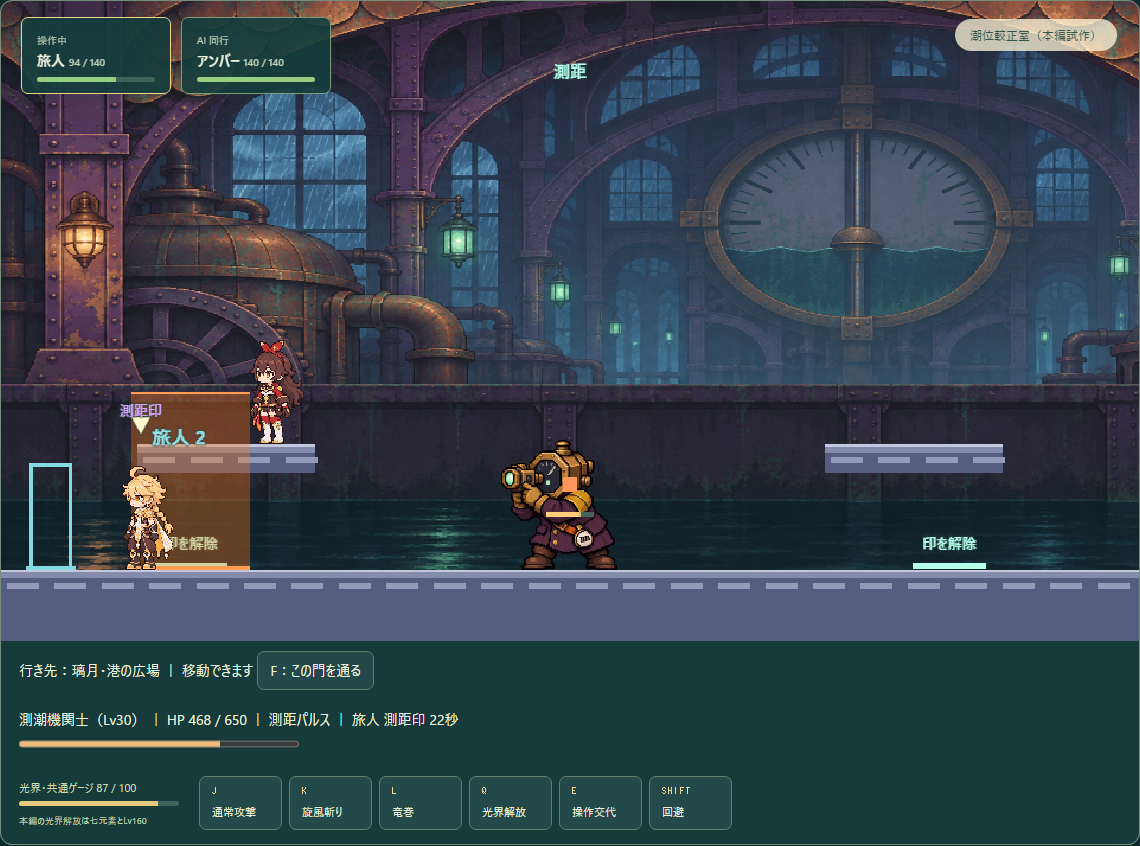 操作中
旅人 94 / 140
AI 同行
アンバー 140 / 140
潮位較正室（本編試作）
測距
測距印
旅人 2
印を解除
印を解除
行き先：璃月・港の広場 | 移動できます F：この門を通る
測潮機関士（Lv30） | HP 468 / 650 | 測距パルス | 旅人 測距印 22秒
光界・共通ゲージ 87 / 100
本編の光界解放は七元素とLv160
J
通常攻撃
K
旋風斬り
L
竜巻
Q
光界解放
E
操作交代
SHIFT
回避